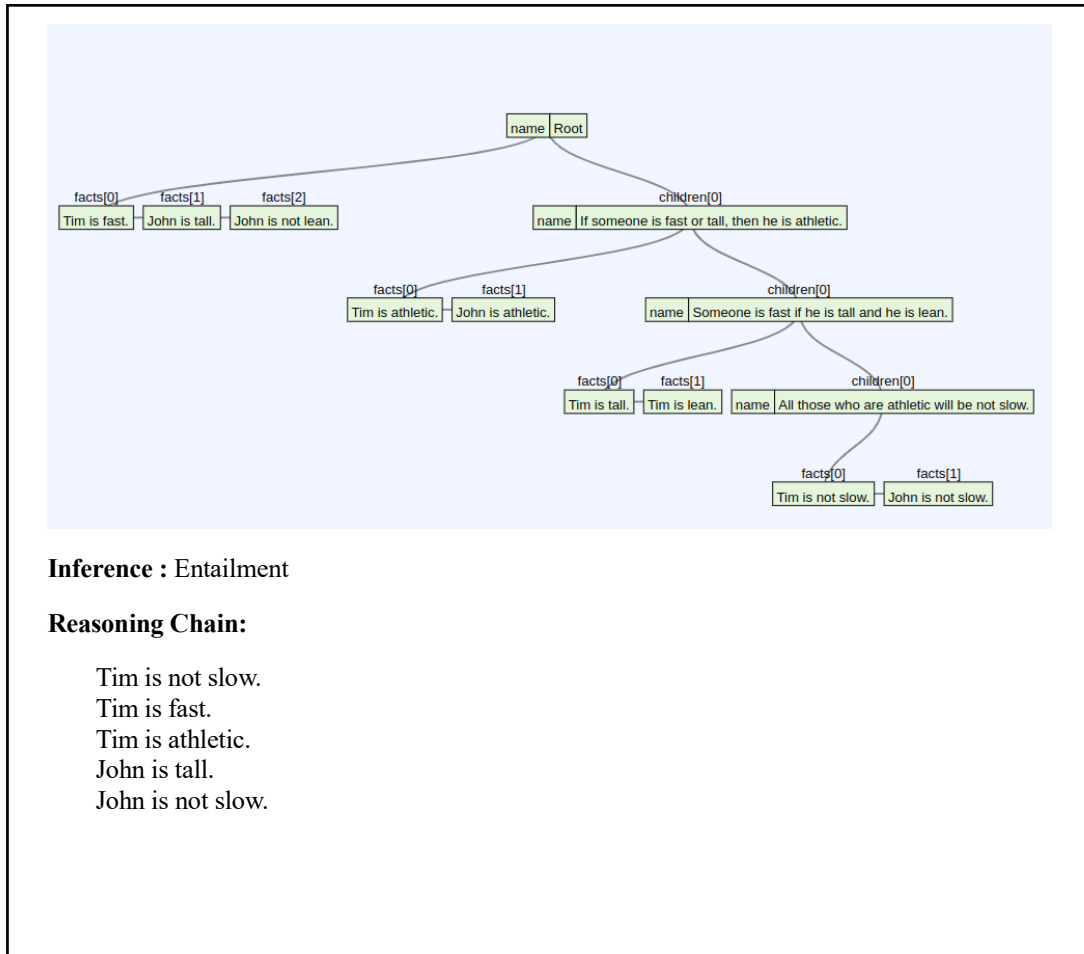 name Root
facts[0] facts[1] facts[2] children[0]
Tim is fast. John is tall. John is not lean. name If someone is fast or tall, then he is athletic.
facts[0] facts[1] children[0]
Tim is athletic. John is athletic. name Someone is fast if he is tall and he is lean.
facts[0] facts[1] children[0]
Tim is tall. Tim is lean. name All those who are athletic will be not slow.
facts[0] facts[1]
Tim is not slow. John is not slow.
Inference : Entailment
Reasoning Chain:
Tim is not slow.
Tim is fast.
Tim is athletic.
John is tall.
John is not slow.